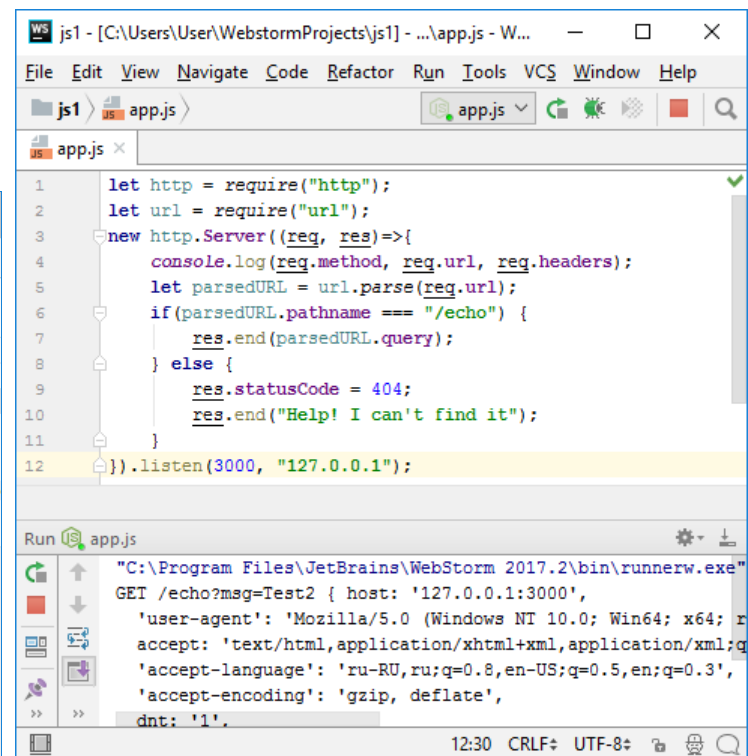 WS js1 - [C:\Users\User\WebstormProjects\js1] - ...\app.js - W...
File Edit View Navigate Code Refactor Run Tools VCS Window Help
js1 JS app.js app.js
JS app.js
1 let http = require("http");
2 let url = require("url");
3 new http.Server((req, res)=>{
4 console.log(req.method, req.url, req.headers);
5 let parsedURL = url.parse(req.url);
6 if(parsedURL.pathname === "/echo") {
7 res.end(parsedURL.query);
8 } else {
9 res.statusCode = 404;
10 res.end("Help! I can't find it");
11 }
12 }).listen(3000, "127.0.0.1");
Run JS app.js
"C:\Program Files\JetBrains\WebStorm 2017.2\bin\runnerw.exe"
GET /echo?msg=Test2 { host: '127.0.0.1:3000',
'user-agent': 'Mozilla/5.0 (Windows NT 10.0; Win64; x64; r
accept: 'text/html,application/xhtml+xml,application/xml;q
'accept-language': 'ru-RU,ru;q=0.8,en-US;q=0.5,en;q=0.3',
'accept-encoding': 'gzip, deflate',
dnt: '1',
12:30 CRLF UTF-8